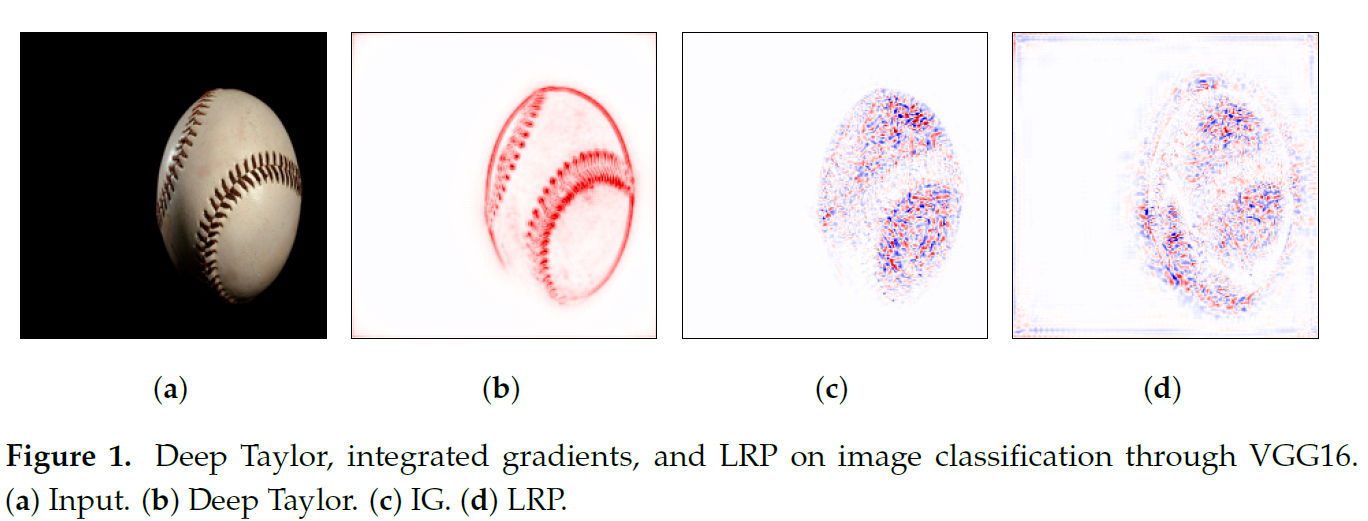 (a) (b) (c) (d)
Figure 1. Deep Taylor, integrated gradients, and LRP on image classification through VGG16.
(a) Input. (b) Deep Taylor. (c) IG. (d) LRP.